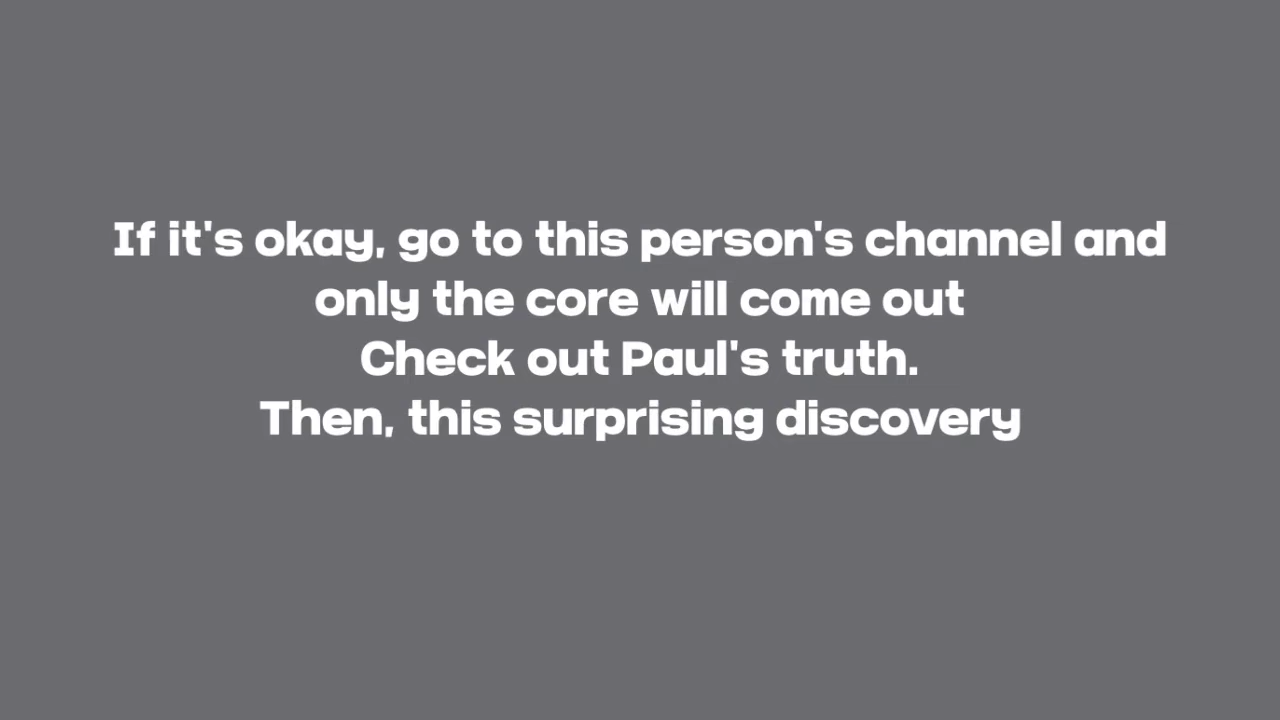 If it's okay, go to this person's channel and
only the core will come out
Check out Paul's truth.
Then, this surprising discovery